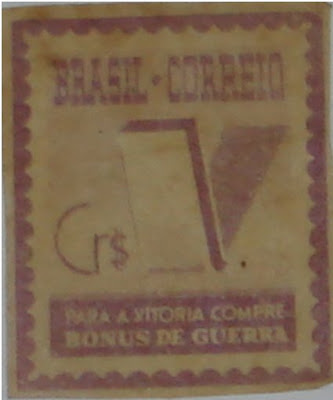 BRASIL - CORREIO
Cr$ V
PARA A VITORIA COMPRE
BONUS DE GUERRA